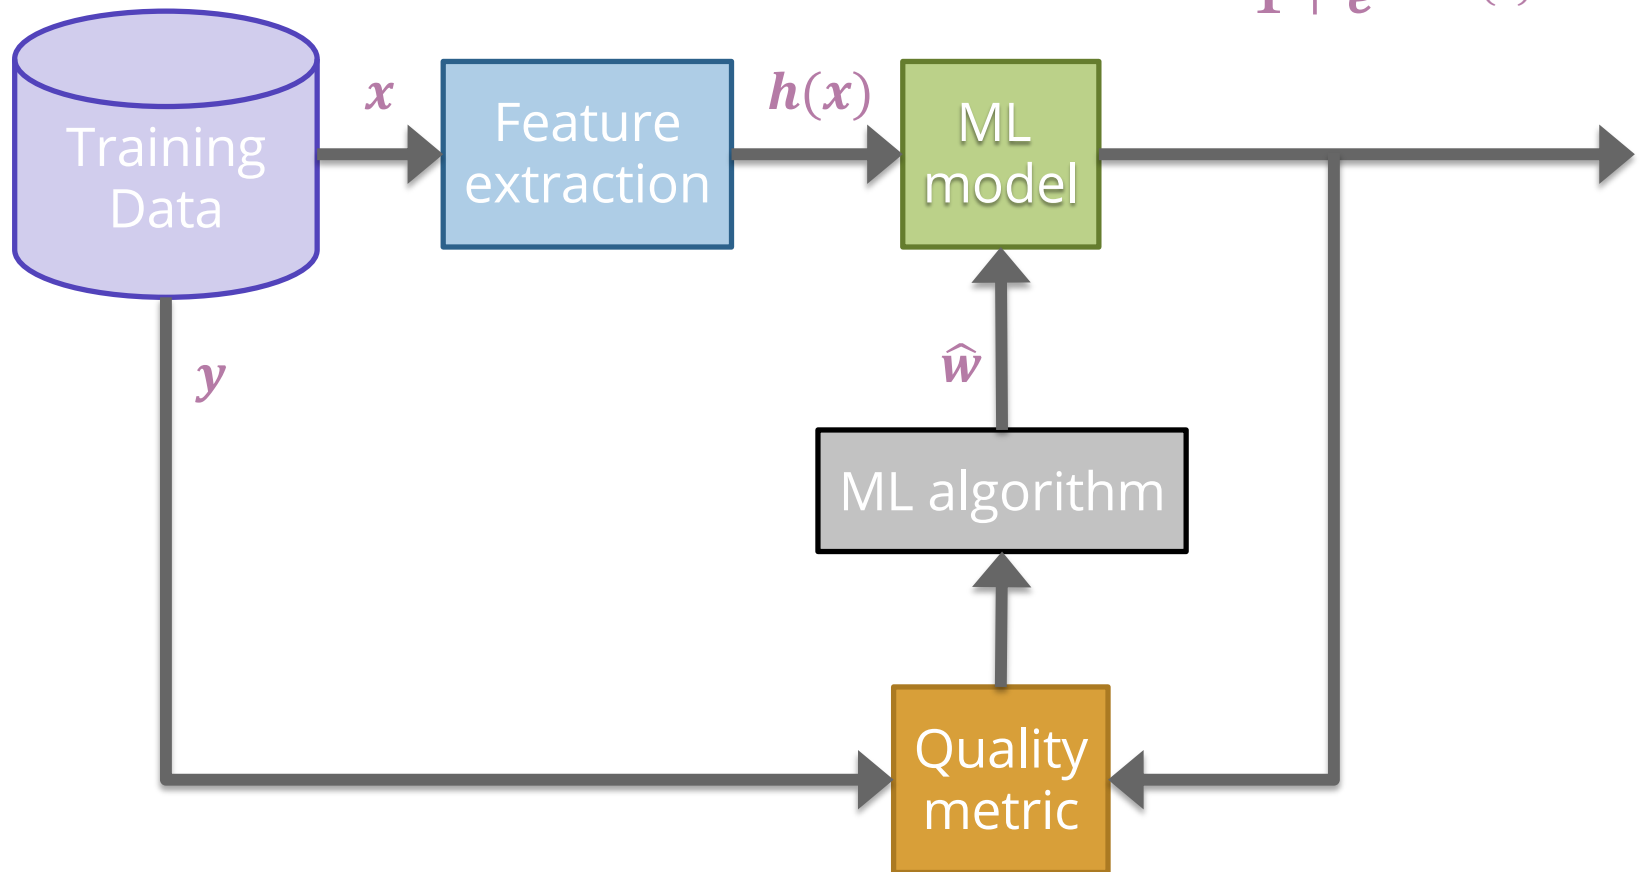 x
h(x)
Training
Data
Feature
extraction
ML
model
y
ŵ
ML algorithm
Quality
metric